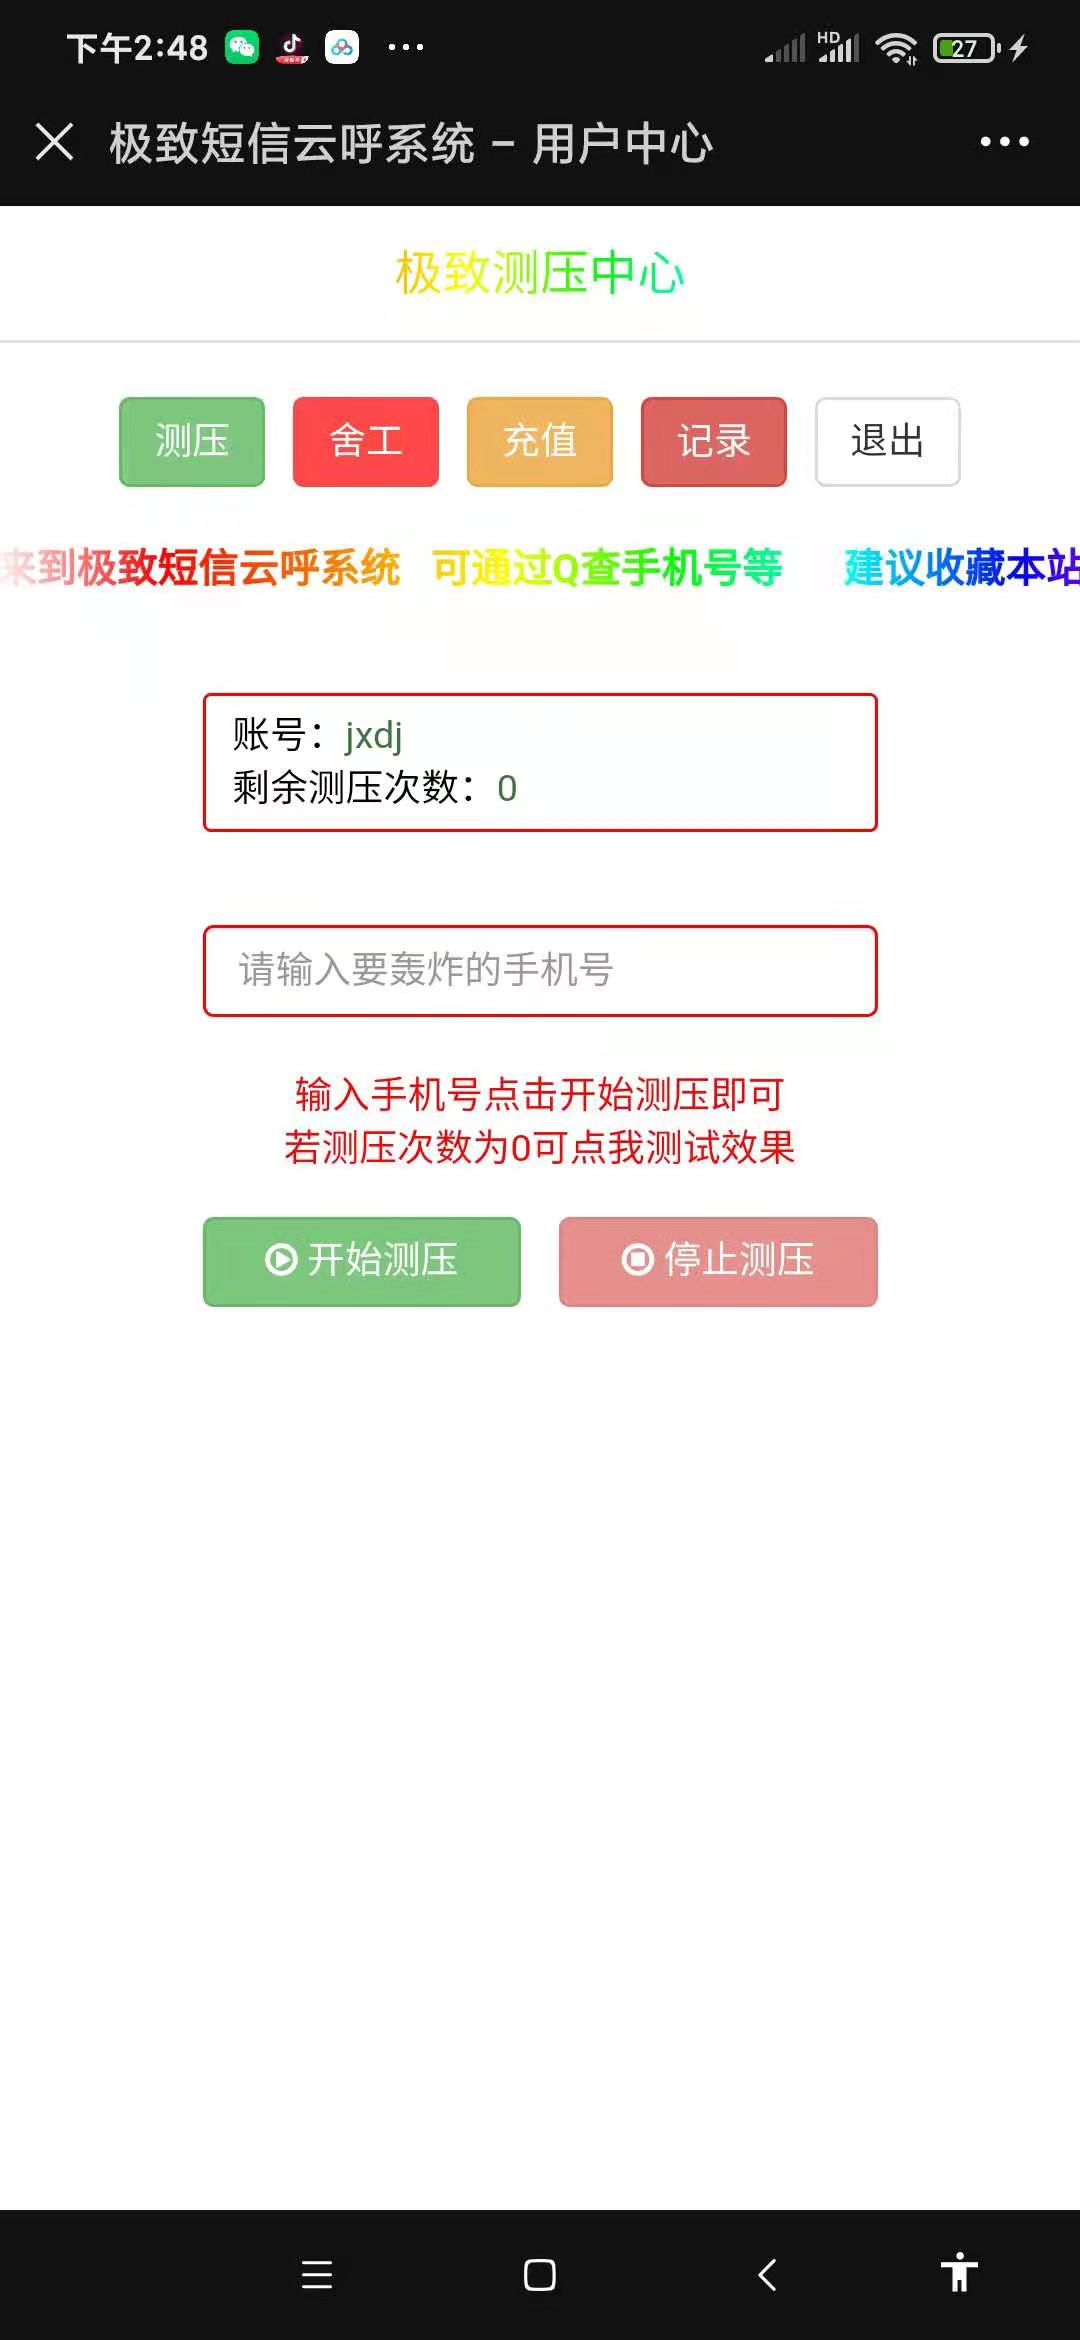 下午2:48
HD
27
极致短信云呼系统 – 用户中心
极致测压中心
测压 舍工 充值 记录 退出
来到极致短信云呼系统 可通过Q查手机号等 建议收藏本站
账号：jxdj
剩余测压次数：0
请输入要轰炸的手机号
输入手机号点击开始测压即可
若测压次数为0可点我测试效果
开始测压 停止测压